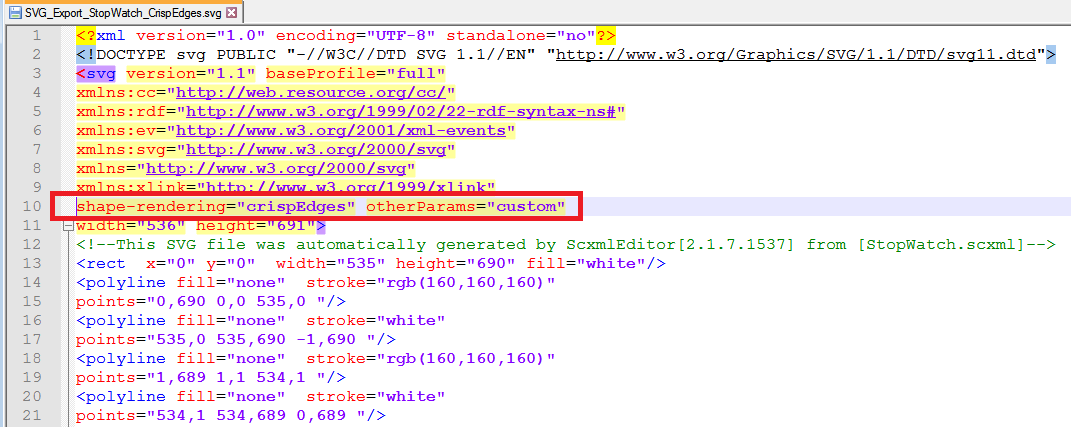 SVG_Export_StopWatch_CrispEdges.svg
1 <?xml version="1.0" encoding="UTF-8" standalone="no"?>
2 <!DOCTYPE svg PUBLIC "-//W3C//DTD SVG 1.1//EN" "http://www.w3.org/Graphics/SVG/1.1/DTD/svg11.dtd">
3 <svg version="1.1" baseProfile="full"
4 xmlns:cc="http://web.resource.org/cc/"
5 xmlns:rdf="http://www.w3.org/1999/02/22-rdf-syntax-ns#"
6 xmlns:ev="http://www.w3.org/2001/xml-events"
7 xmlns:svg="http://www.w3.org/2000/svg"
8 xmlns="http://www.w3.org/2000/svg"
9 xmlns:xlink="http://www.w3.org/1999/xlink"
10 shape-rendering="crispEdges" otherParams="custom"
11 width="536" height="691">
12 <!--This SVG file was automatically generated by ScxmlEditor[2.1.7.1537] from [StopWatch.scxml]-->
13 <rect  x="0" y="0"  width="535" height="690" fill="white"/>
14 <polyline fill="none"  stroke="rgb(160,160,160)"
15 points="0,690 0,0 535,0 "/>
16 <polyline fill="none"  stroke="white"
17 points="535,0 535,690 -1,690 "/>
18 <polyline fill="none"  stroke="rgb(160,160,160)"
19 points="1,689 1,1 534,1 "/>
20 <polyline fill="none"  stroke="white"
21 points="534,1 534,689 0,689 "/>